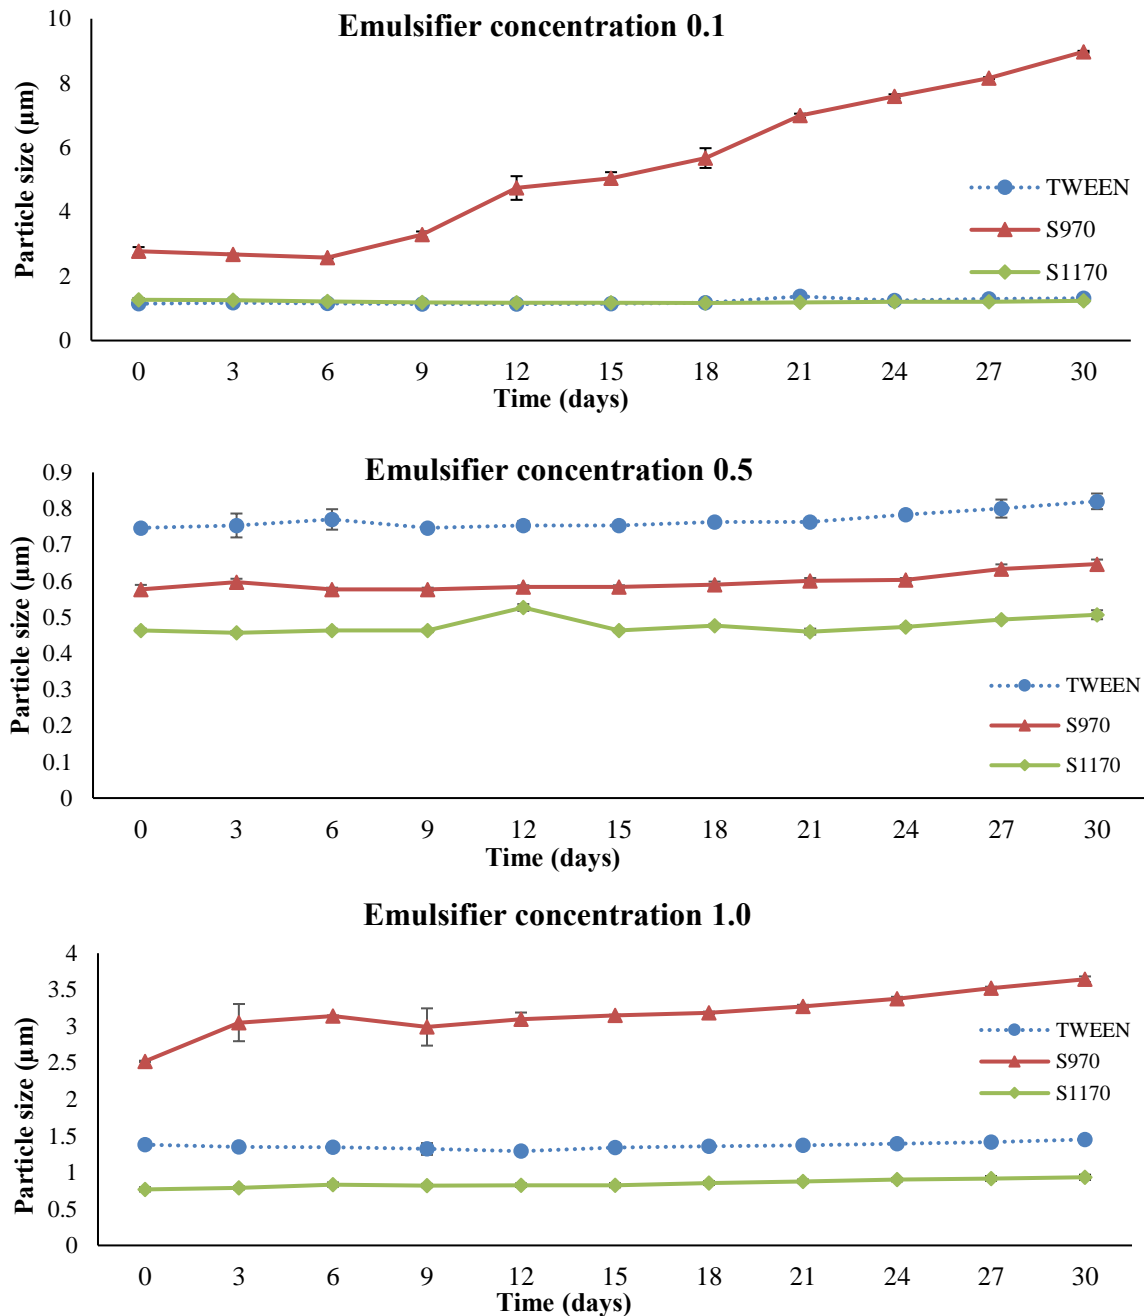 Emulsifier concentration 0.1
Particle size (µm)
10
8
6
4
2
0
TWEEN
S970
S1170
0 3 6 9 12 15 18 21 24 27 30
Time (days)
Emulsifier concentration 0.5
Particle size (µm)
0.9
0.8
0.7
0.6
0.5
0.4
0.3
0.2
0.1
0
TWEEN
S970
S1170
0 3 6 9 12 15 18 21 24 27 30
Time (days)
Emulsifier concentration 1.0
Particle size (µm)
4
3.5
3
2.5
2
1.5
1
0.5
0
TWEEN
S970
S1170
0 3 6 9 12 15 18 21 24 27 30
Time (days)